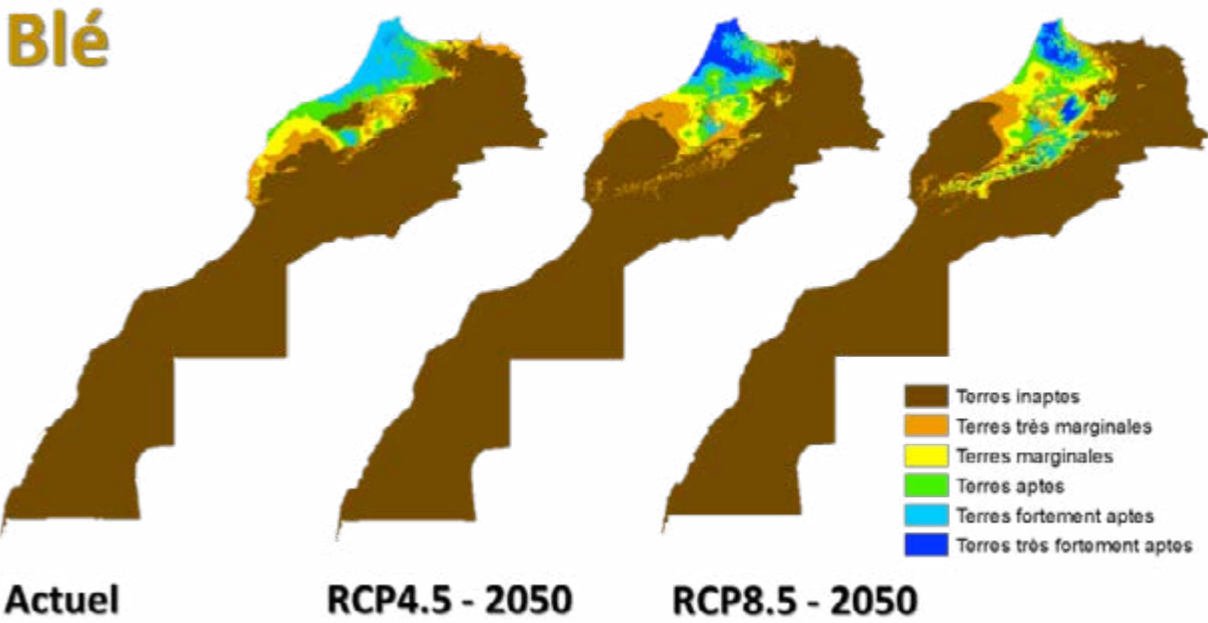 Blé
Terres inaptes
Terres très marginales
Terres marginales
Terres aptes
Terres fortement aptes
Terres très fortement aptes
Actuel
RCP4.5 - 2050
RCP8.5 - 2050